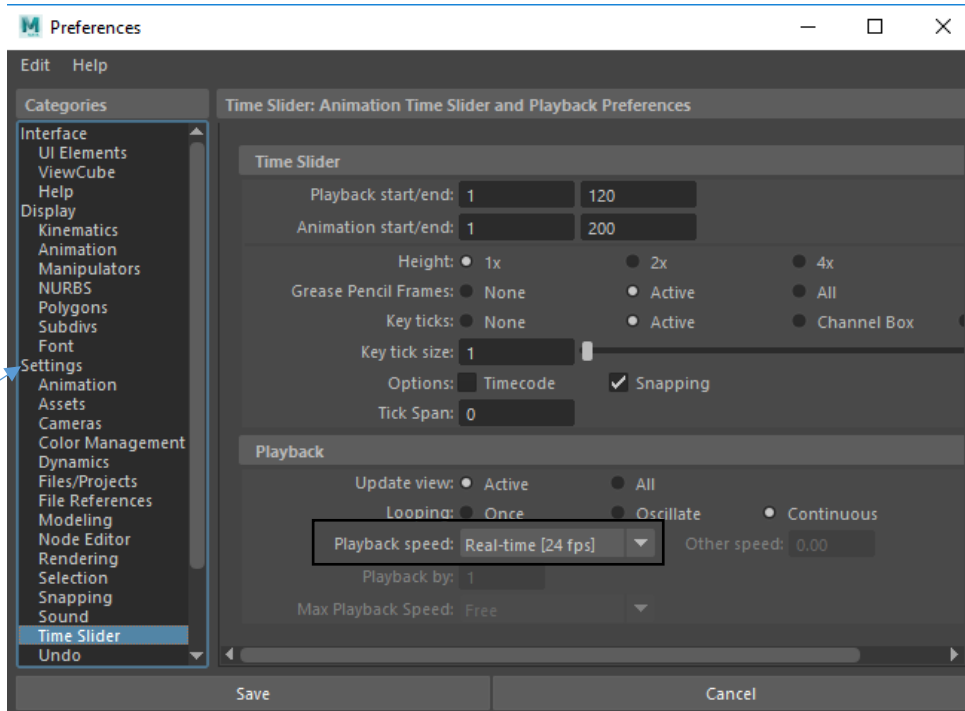 Preferences
Edit Help
Categories
Interface
UI Elements
ViewCube
Help
Display
Kinematics
Animation
Manipulators
NURBS
Polygons
Subdivs
Font
Settings
Animation
Assets
Cameras
Color Management
Dynamics
Files/Projects
File References
Modeling
Node Editor
Rendering
Selection
Snapping
Sound
Time Slider
Undo
Time Slider: Animation Time Slider and Playback Preferences
Time Slider
Playback start/end: 1 120
Animation start/end: 1 200
Height: 1x 2x 4x
Grease Pencil Frames: None Active All
Key ticks: None Active Channel Box
Key tick size: 1
Options: Timecode Snapping
Tick Span: 0
Playback
Update view: Active All
Looping: Once Oscillate Continuous
Playback speed: Real-time [24 fps] Other speed: 0.00
Playback by: 1
Max Playback Speed: Free
Save Cancel